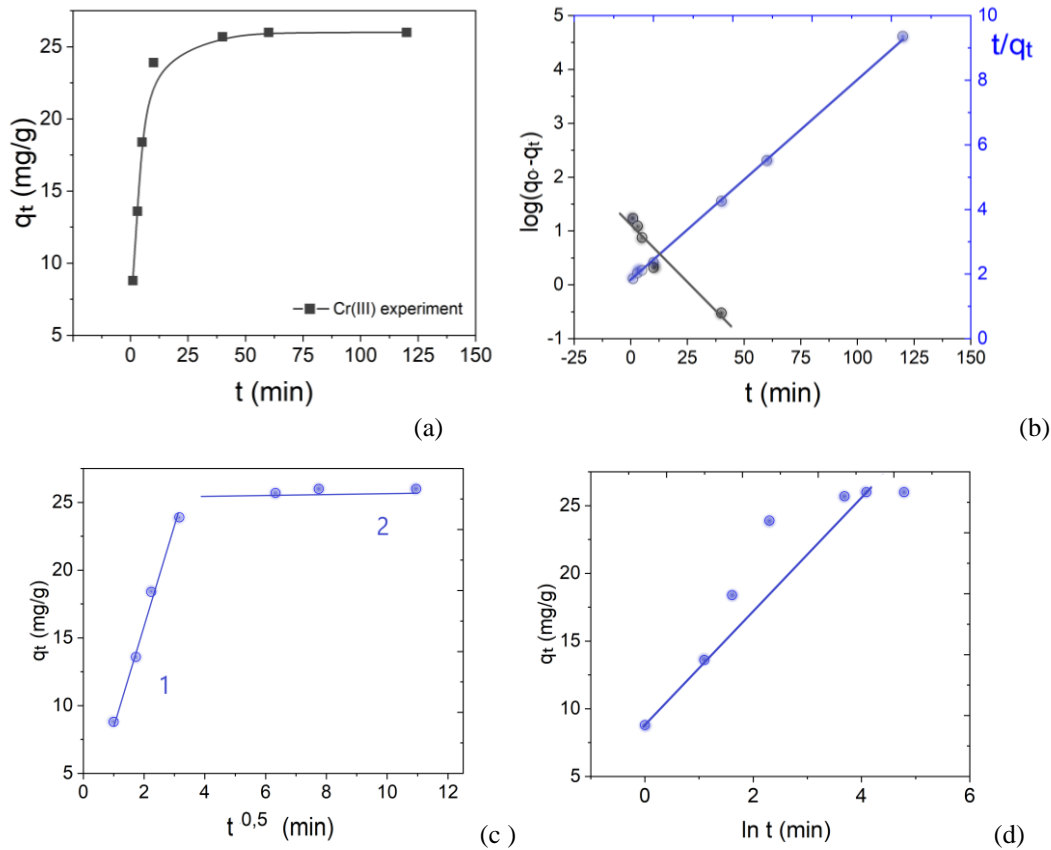 30
25
20
15
10
5
0 25 50 75 100 125 150
qt (mg/g)
t (min)
Cr(III) experiment
(a)
5
4
3
2
1
0
-1
-25 0 25 50 75 100 125 150
log(qo-qt)
t (min)
10
8
6
4
2
0
t/qt
(b)
25
20
15
10
5
0 2 4 6 8 10 12
qt (mg/g)
t 0,5 (min)
1
2
(c )
25
20
15
10
5
0 2 4 6
qt (mg/g)
ln t (min)
(d)